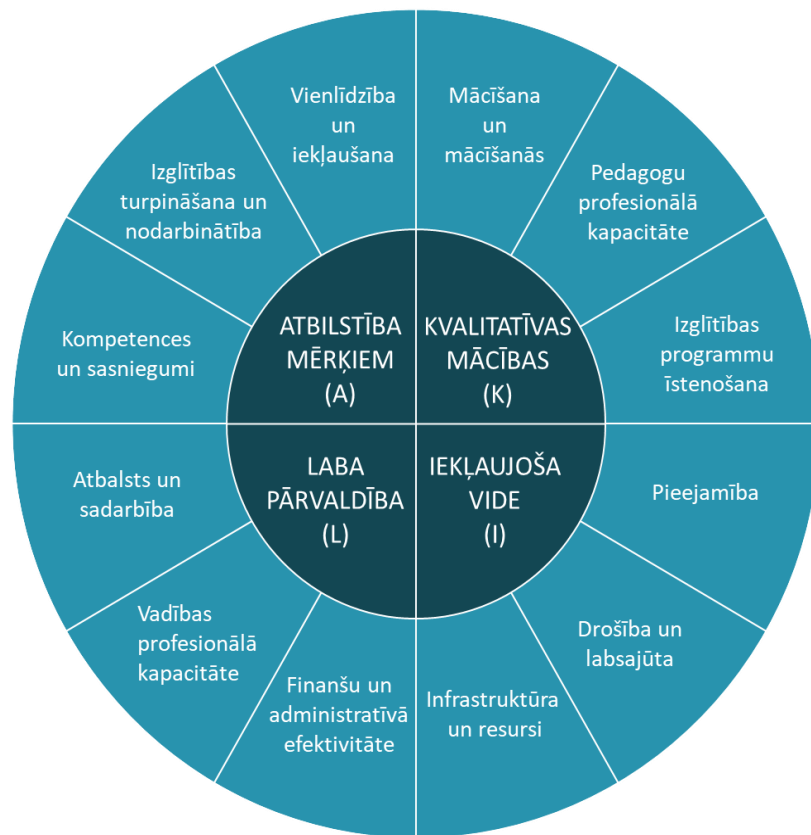 Vienlīdzība
un
iekļaušana
Mācīšana
un
mācīšanās
Pedagogu
profesionālā
kapacitāte
Izglītības
programmu
īstenošana
Pieejamība
Drošība un
labsajūta
Infrastruktūra
un resursi
Finanšu un
administratīvā
efektivitāte
Vadības
profesionālā
kapacitāte
Atbalsts un
sadarbība
Kompetences
un sasniegumi
Izglītības
turpināšana un
nodarbinātība
ATBILSTĪBA
MĒRĶIEM
(A)
KVALITATĪVAS
MĀCĪBAS
(K)
LABA
PĀRVALDĪBA
(L)
IEKĻAUJOŠA
VIDE
(I)